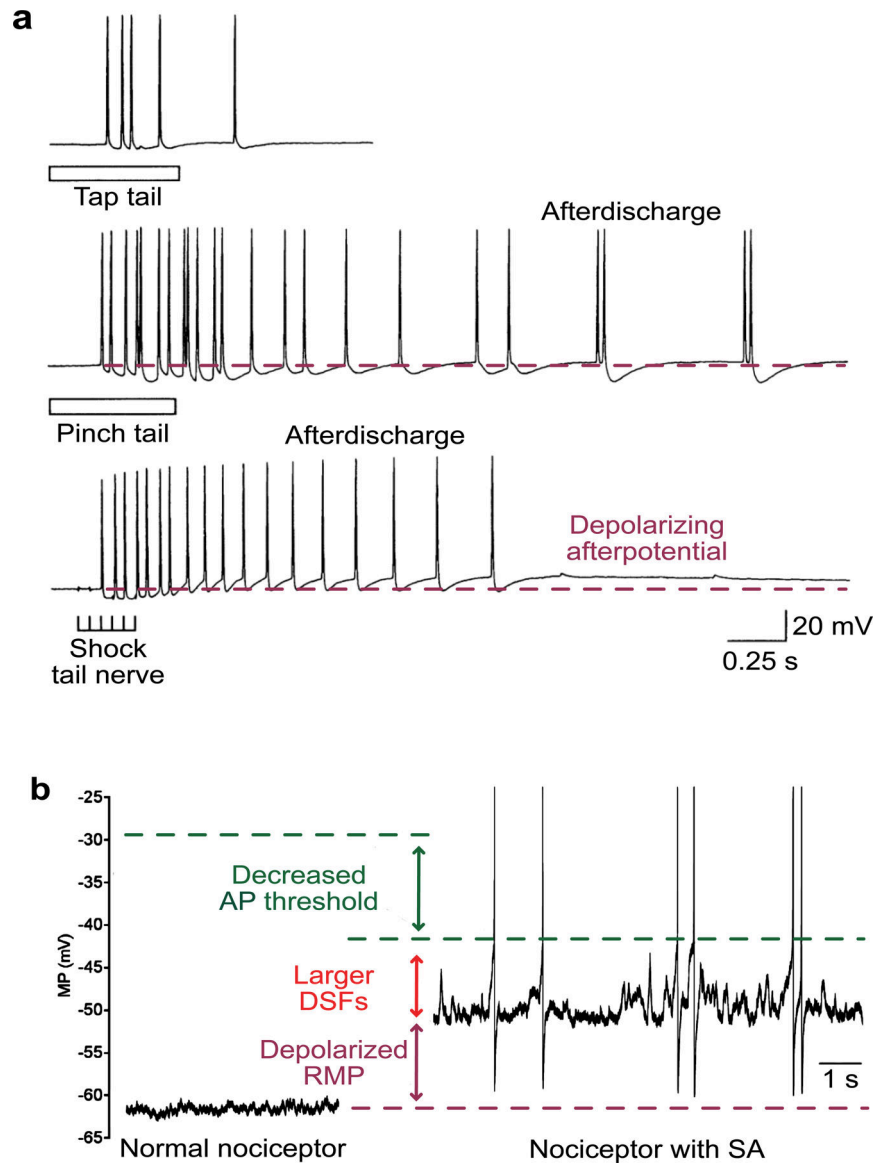 a
Tap tail
Afterdischarge
Pinch tail
Afterdischarge
Depolarizing
afterpotential
Shock
tail nerve
20 mV
0.25 s
b
-25
-30
-35
-40
-45
-50
-55
-60
-65
MP (mV)
Decreased
AP threshold
Larger
DSFs
Depolarized
RMP
1 s
Normal nociceptor
Nociceptor with SA